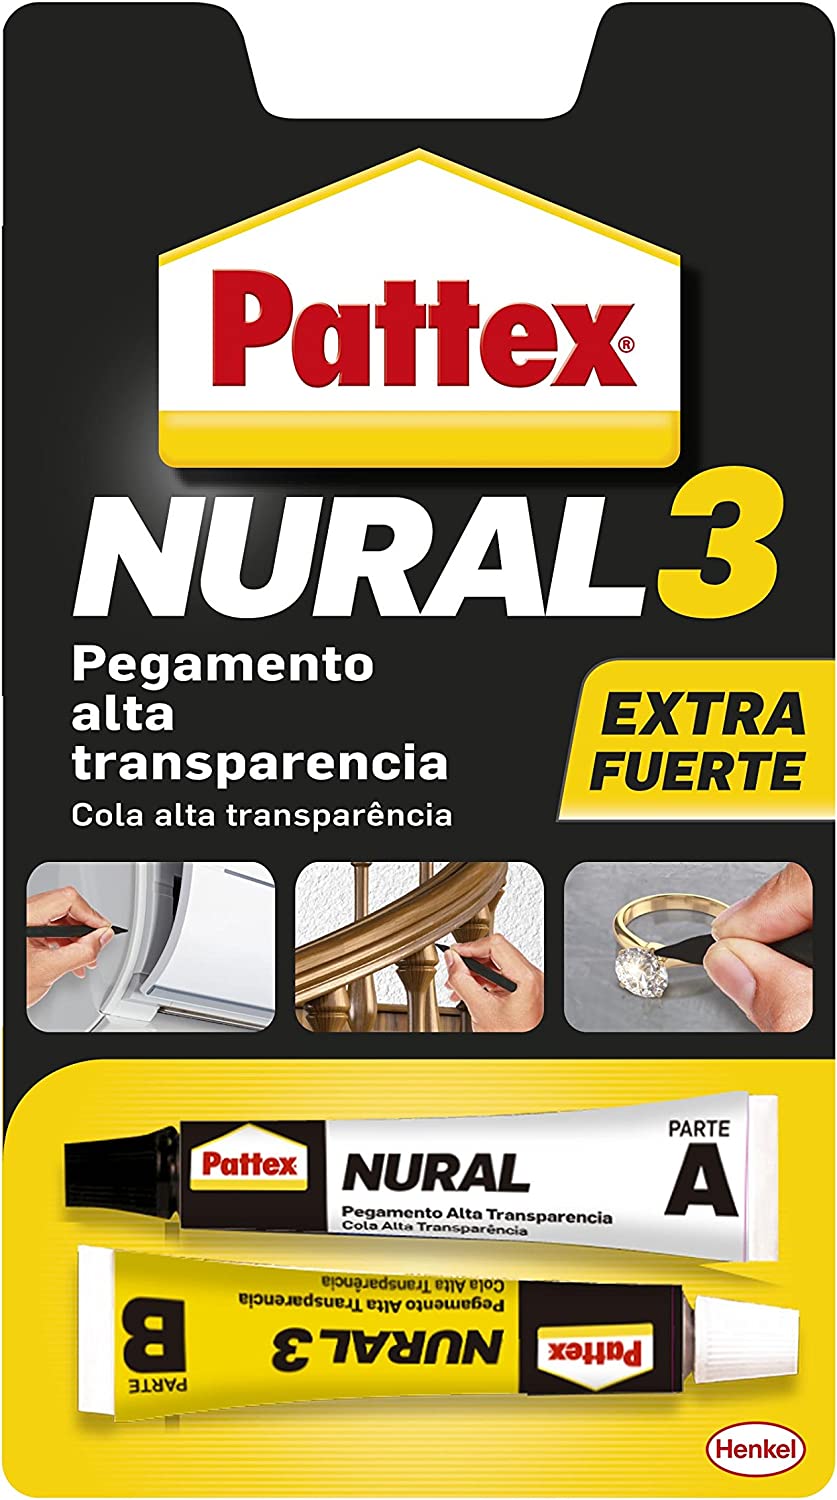 Pattex®
NURAL 3
Pegamento
alta
transparencia
Cola alta transparência
EXTRA
FUERTE
Pattex
NURAL
Pegamento Alta Transparencia
Cola Alta Transparência
PARTE
A
Pattex
NURAL 3
Pegamento Alta Transparencia
Cola Alta Transparência
PARTE
B
Henkel